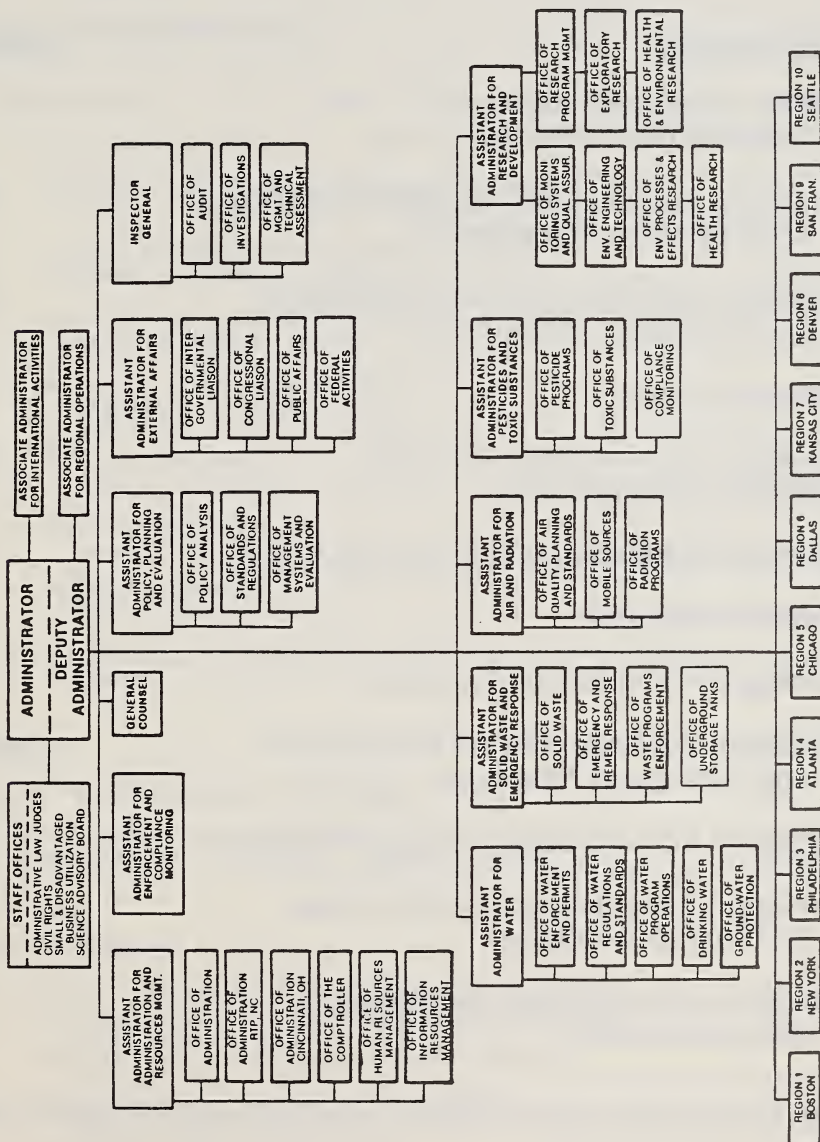 STAFF OFFICES
ADMINISTRATIVE LAW JUDGES
CIVIL RIGHTS
SMALL & DISADVANTAGED
BUSINESS UTILIZATION
SCIENCE ADVISORY BOARD
ADMINISTRATOR
DEPUTY
ADMINISTRATOR
ASSOCIATE ADMINISTRATOR
FOR INTERNATIONAL ACTIVITIES
ASSOCIATE ADMINISTRATOR
FOR REGIONAL OPERATIONS
ASSISTANT
ADMINISTRATOR FOR
ADMINISTRATION AND
RESOURCES MGMT.
OFFICE OF
ADMINISTRATION
OFFICE OF
ADMINISTRATION
RTP, NC
OFFICE OF
ADMINISTRATION
CINCINNATI, OH
OFFICE OF THE
COMPTROLLER
OFFICE OF
HUMAN RESOURCES
MANAGEMENT
OFFICE OF
INFORMATION
RESOURCES
MANAGEMENT
ASSISTANT
ADMINISTRATOR FOR
ENFORCEMENT AND
COMPLIANCE
MONITORING
GENERAL
COUNSEL
ASSISTANT
ADMINISTRATOR FOR
POLICY, PLANNING
AND EVALUATION
OFFICE OF
POLICY ANALYSIS
OFFICE OF
STANDARDS AND
REGULATIONS
OFFICE OF
MANAGEMENT
SYSTEMS AND
EVALUATION
ASSISTANT
ADMINISTRATOR FOR
EXTERNAL AFFAIRS
OFFICE OF INTER
GOVERNMENTAL
LIAISON
OFFICE OF
CONGRESSIONAL
LIAISON
OFFICE OF
PUBLIC AFFAIRS
OFFICE OF
FEDERAL
ACTIVITIES
INSPECTOR
GENERAL
OFFICE OF
AUDIT
OFFICE OF
INVESTIGATIONS
OFFICE OF
MGMT AND
TECHNICAL
ASSESSMENT
ASSISTANT
ADMINISTRATOR FOR
WATER
OFFICE OF WATER
ENFORCEMENT
AND PERMITS
OFFICE OF WATER
REGULATIONS
AND STANDARDS
OFFICE OF WATER
PROGRAM
OPERATIONS
OFFICE OF
DRINKING WATER
OFFICE OF
GROUND-WATER
PROTECTION
ASSISTANT
ADMINISTRATOR FOR
SOLID WASTE AND
EMERGENCY RESPONSE
OFFICE OF
SOLID WASTE
OFFICE OF
EMERGENCY AND
REMED. RESPONSE
OFFICE OF
WASTE PROGRAMS
ENFORCEMENT
OFFICE OF
UNDERGROUND
STORAGE TANKS
ASSISTANT
ADMINISTRATOR FOR
AIR AND RADIATION
OFFICE OF AIR
QUALITY PLANNING
AND STANDARDS
OFFICE OF
MOBILE SOURCES
OFFICE OF
RADIATION
PROGRAMS
ASSISTANT
ADMINISTRATOR FOR
PESTICIDES AND
TOXIC SUBSTANCES
OFFICE OF
PESTICIDE
PROGRAMS
OFFICE OF
TOXIC SUBSTANCES
OFFICE OF
COMPLIANCE
MONITORING
ASSISTANT
ADMINISTRATOR FOR
RESEARCH AND
DEVELOPMENT
OFFICE OF MONI
TORING SYSTEMS
AND QUAL ASSUR.
OFFICE OF
ENV. ENGINEERING
AND TECHNOLOGY
OFFICE OF
ENV PROCESSES &
EFFECTS RESEARCH
OFFICE OF
HEALTH RESEARCH
OFFICE OF
RESEARCH
PROGRAM MGMT
OFFICE OF
EXPLORATORY
RESEARCH
OFFICE OF HEALTH
& ENVIRONMENTAL
RESEARCH
REGION 1
BOSTON
REGION 2
NEW YORK
REGION 3
PHILADELPHIA
REGION 4
ATLANTA
REGION 5
CHICAGO
REGION 6
DALLAS
REGION 7
KANSAS CITY
REGION 8
DENVER
REGION 9
SAN FRAN.
REGION 10
SEATTLE